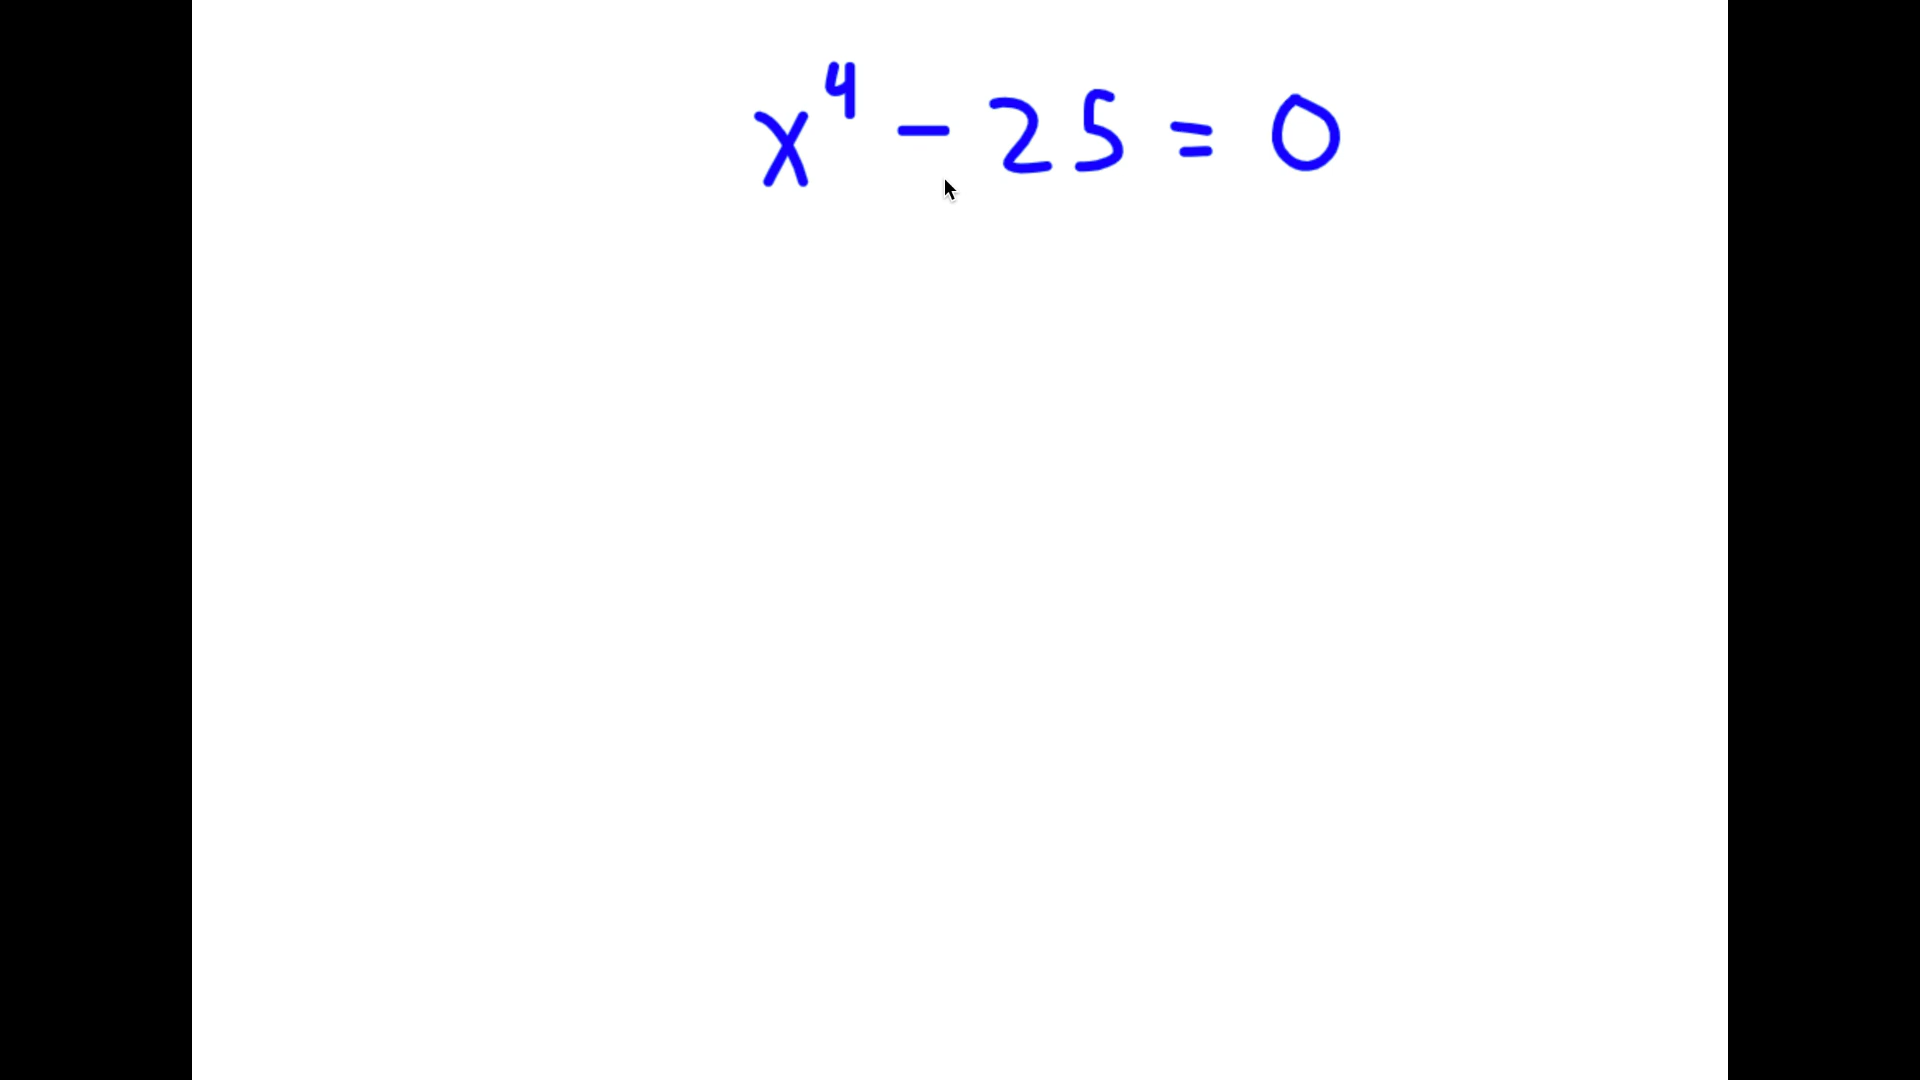 x⁴ - 25 = 0